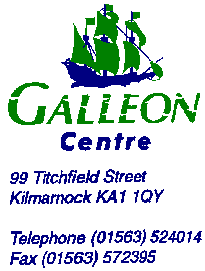 GALLEON
Centre
99 Titchfield Street
Kilmarnock KA1 1QY
Telephone (01563) 524014
Fax (01563) 572395